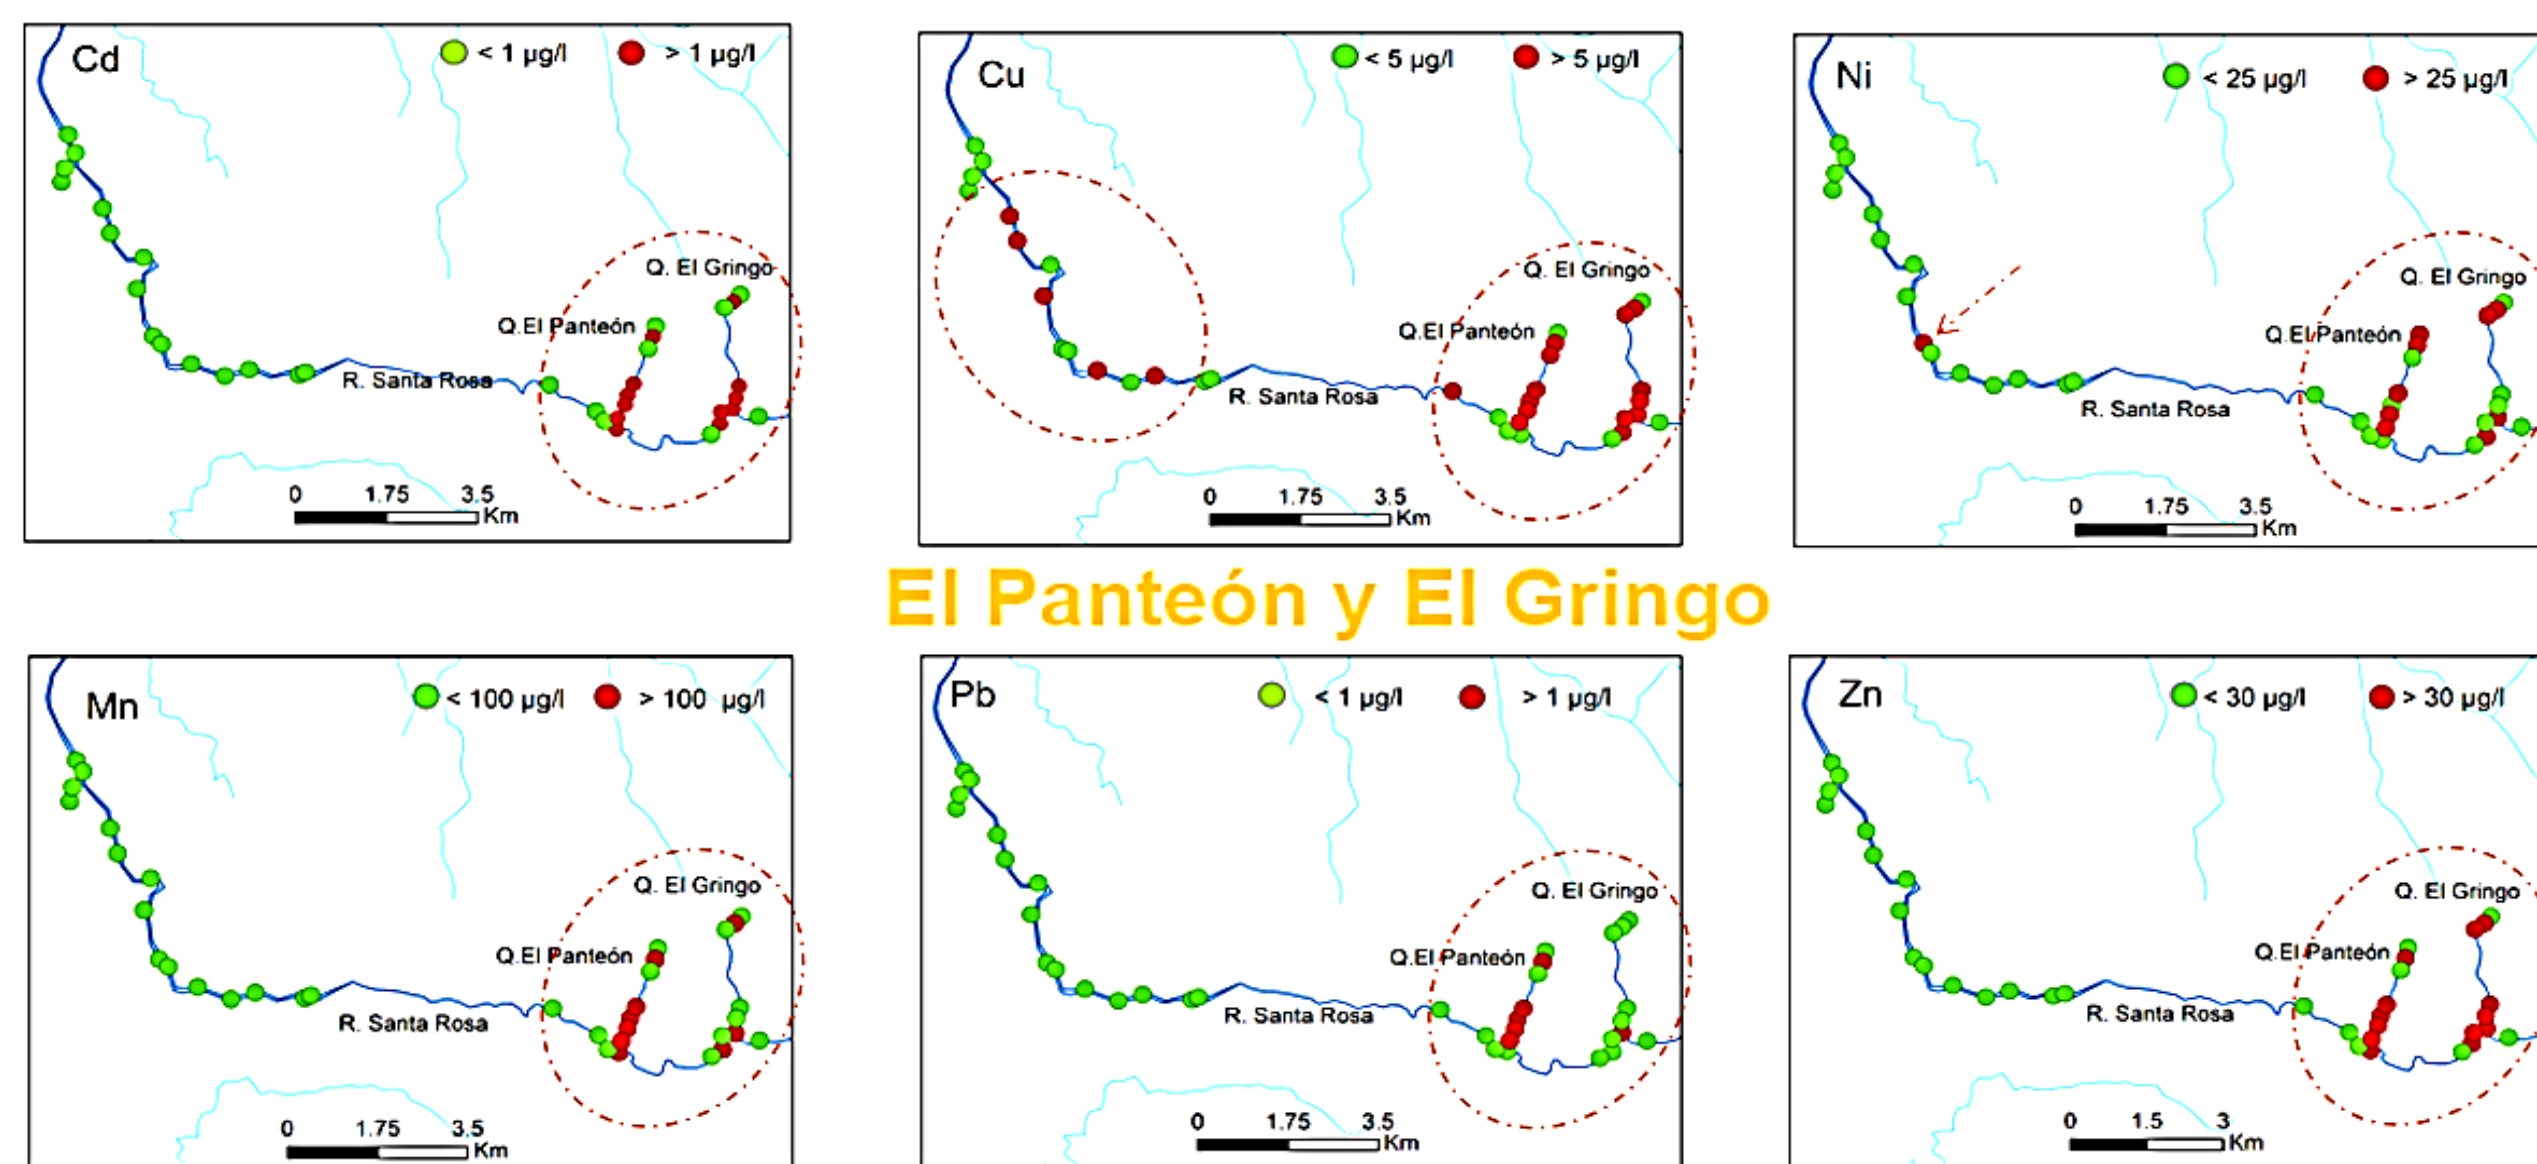 Cd
< 1 µg/l > 1 µg/l
Q. El Gringo
Q.El Panteón
R. Santa Rosa
0 1.75 3.5
Km
Cu
< 5 µg/l > 5 µg/l
Q. El Gringo
Q.El Panteón
R. Santa Rosa
0 1.75 3.5
Km
Ni
< 25 µg/l > 25 µg/l
Q. El Gringo
Q.El Panteón
R. Santa Rosa
0 1.75 3.5
Km
El Panteón y El Gringo
Mn
< 100 µg/l > 100 µg/l
Q. El Gringo
Q.El Panteón
R. Santa Rosa
0 1.75 3.5
Km
Pb
< 1 µg/l > 1 µg/l
Q. El Gringo
Q.El Panteón
R. Santa Rosa
0 1.75 3.5
Km
Zn
< 30 µg/l > 30 µg/l
Q. El Gringo
Q.El Panteón
R. Santa Rosa
0 1.5 3
Km